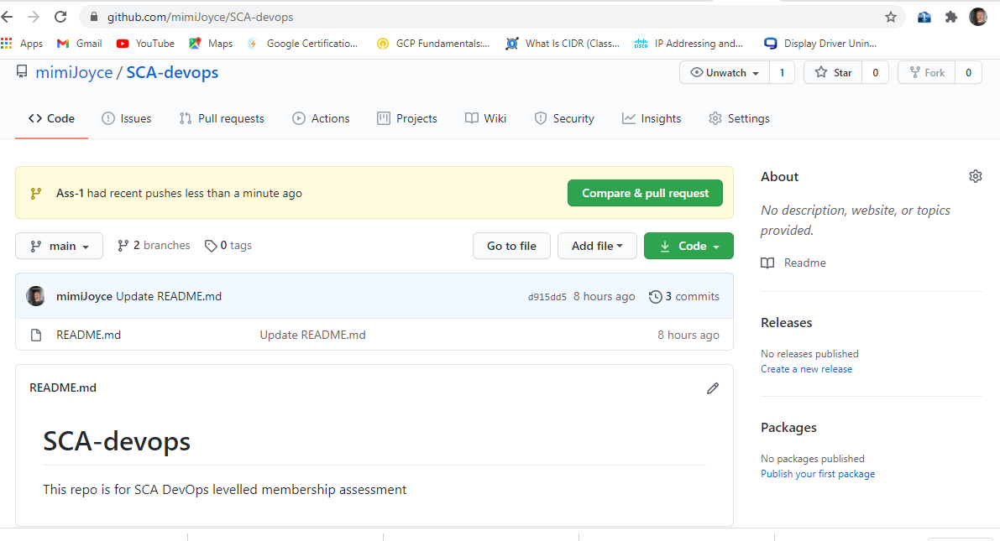 github.com/mimiJoyce/SCA-devops
Apps Gmail YouTube Maps Google Certificatio... GCP Fundamentals:... What Is CIDR (Class... IP Addressing and... Display Driver Unin...
mimiJoyce / SCA-devops Unwatch 1 Star 0 Fork 0
Code Issues Pull requests Actions Projects Wiki Security Insights Settings
Ass-1 had recent pushes less than a minute ago Compare & pull request
main 2 branches 0 tags Go to file Add file Code
mimiJoyce Update README.md d915dd5 8 hours ago 3 commits
README.md Update README.md 8 hours ago
README.md
SCA-devops
This repo is for SCA DevOps levelled membership assessment
About
No description, website, or topics
provided.
Readme
Releases
No releases published
Create a new release
Packages
No packages published
Publish your first package